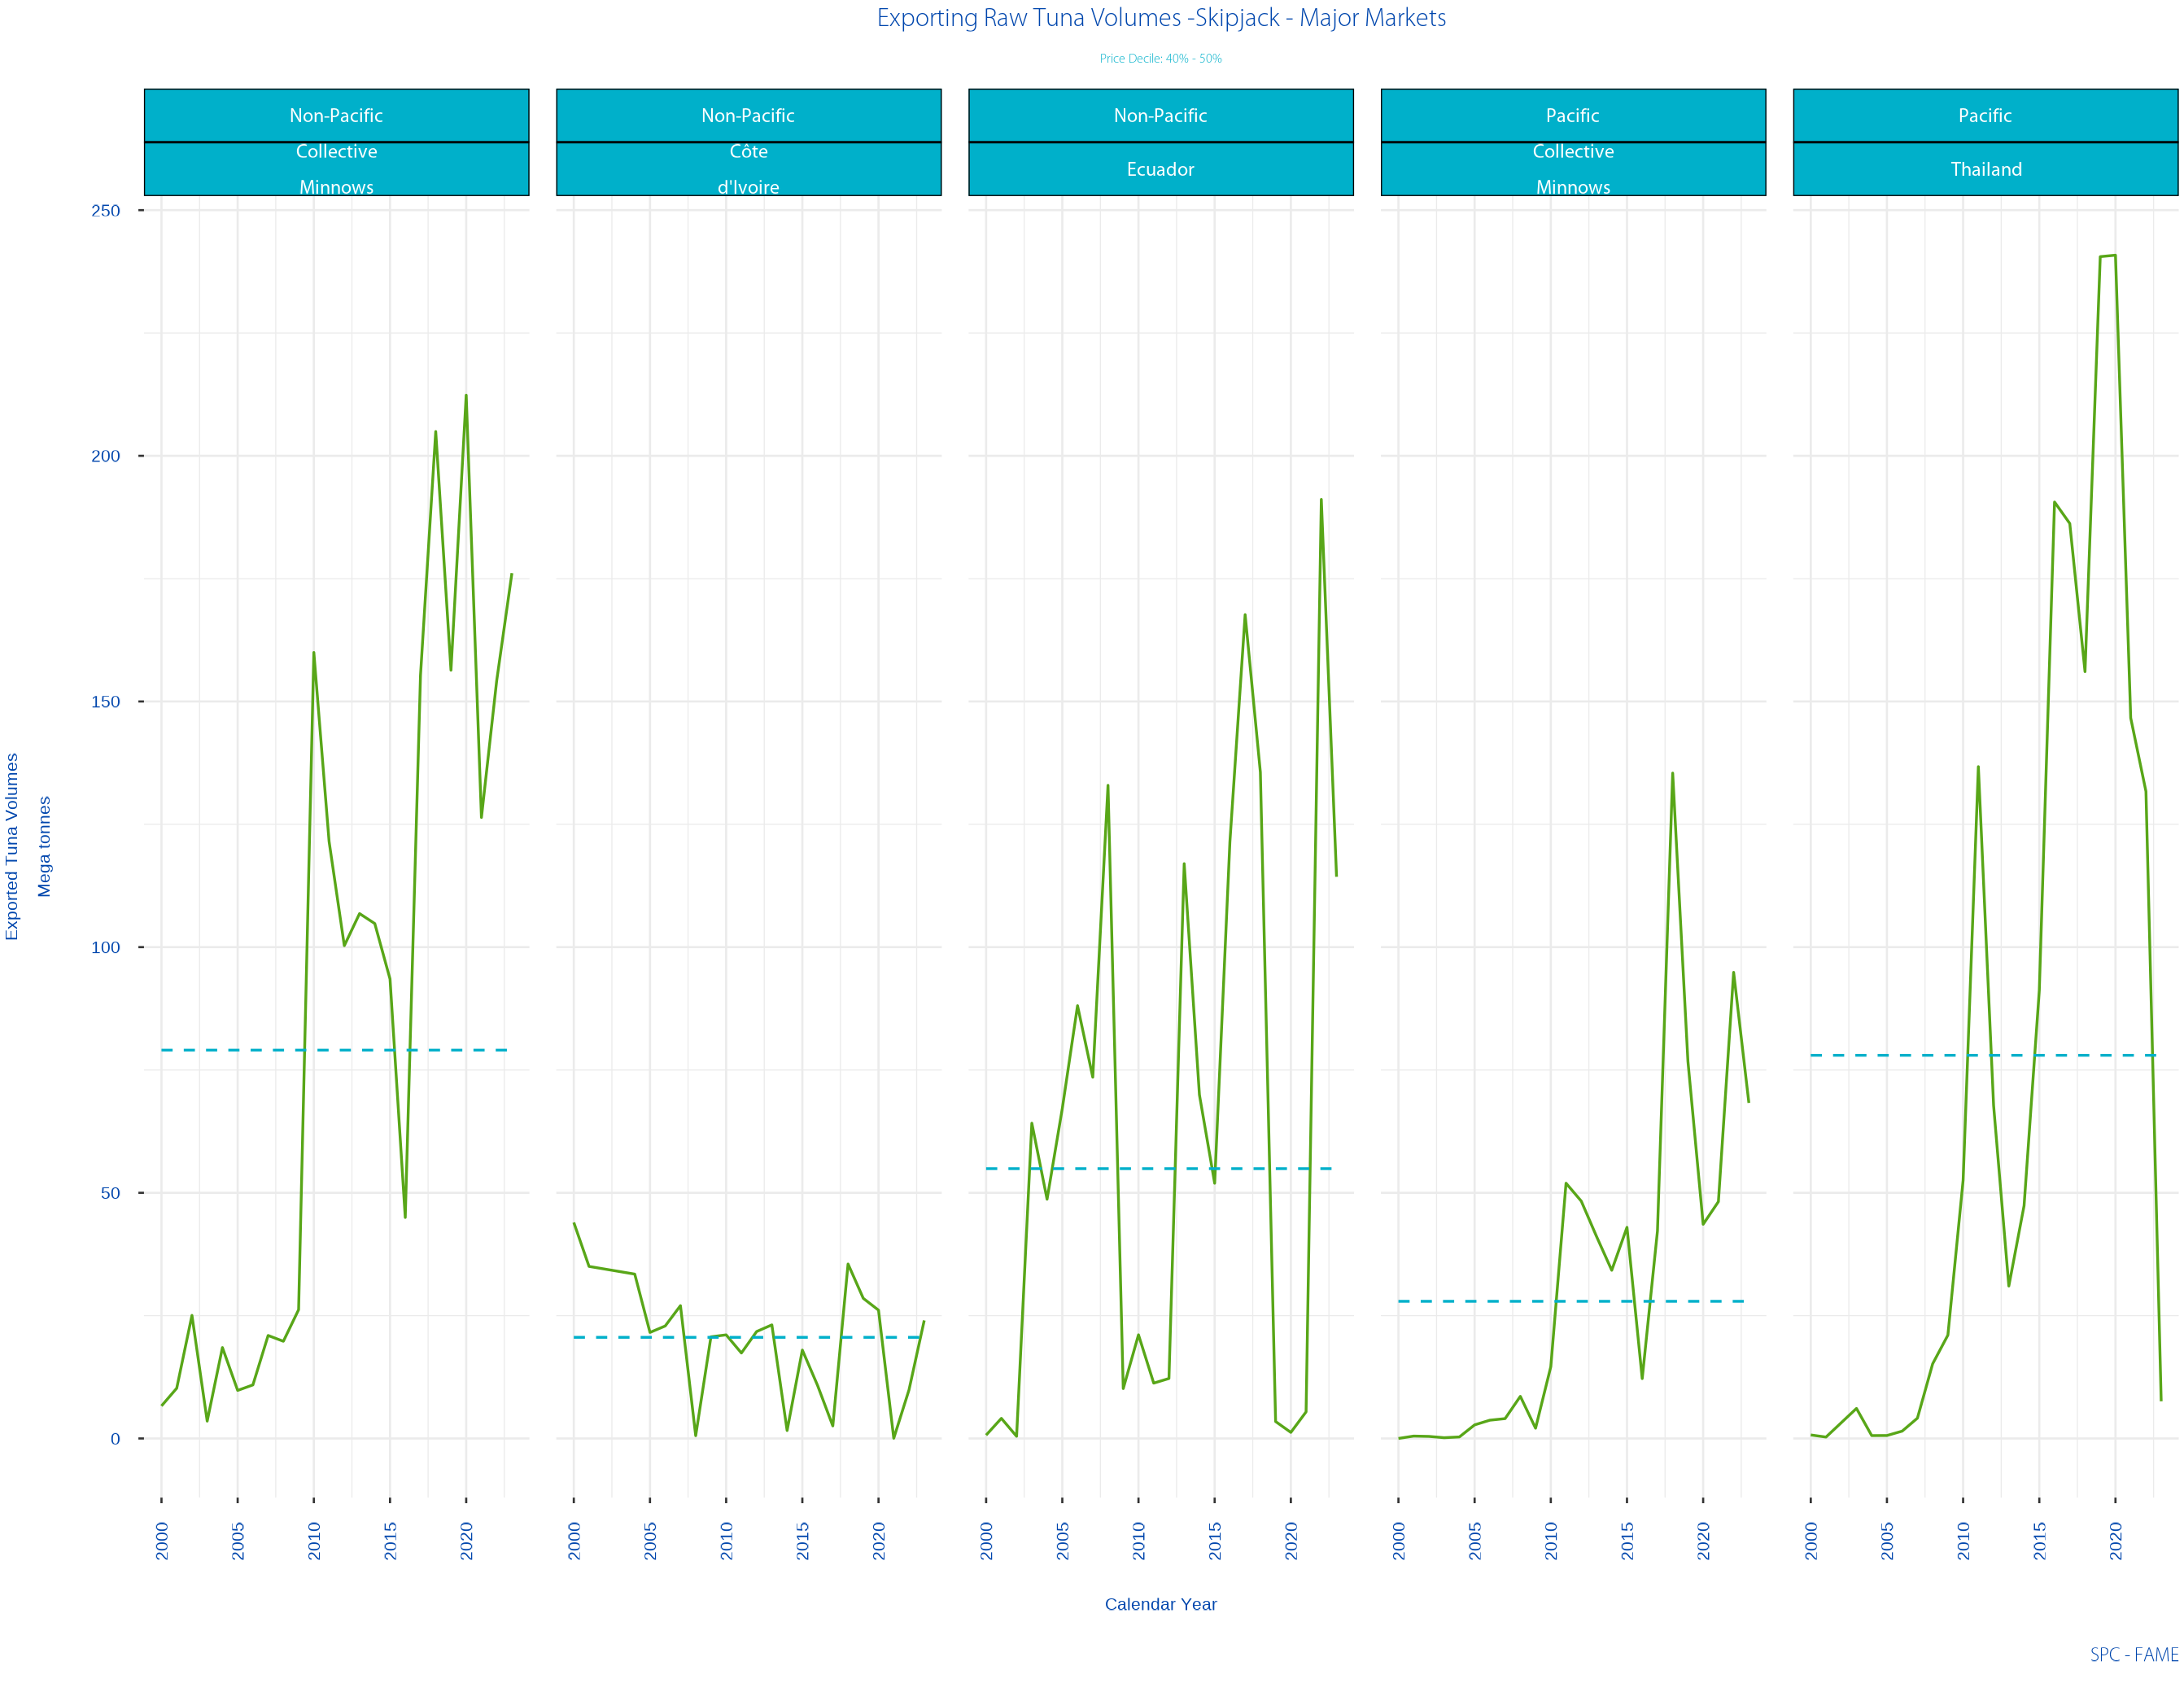 Exporting Raw Tuna Volumes -Skipjack - Major Markets
Price Decile: 40% - 50%
Non-Pacific
Collective
Minnows
Non-Pacific
Côte
d'Ivoire
Non-Pacific
Ecuador
Pacific
Collective
Minnows
Pacific
Thailand
Exported Tuna Volumes
Mega tonnes
250
200
150
100
50
0
2000 2005 2010 2015 2020
2000 2005 2010 2015 2020
2000 2005 2010 2015 2020
2000 2005 2010 2015 2020
2000 2005 2010 2015 2020
Calendar Year
SPC - FAME